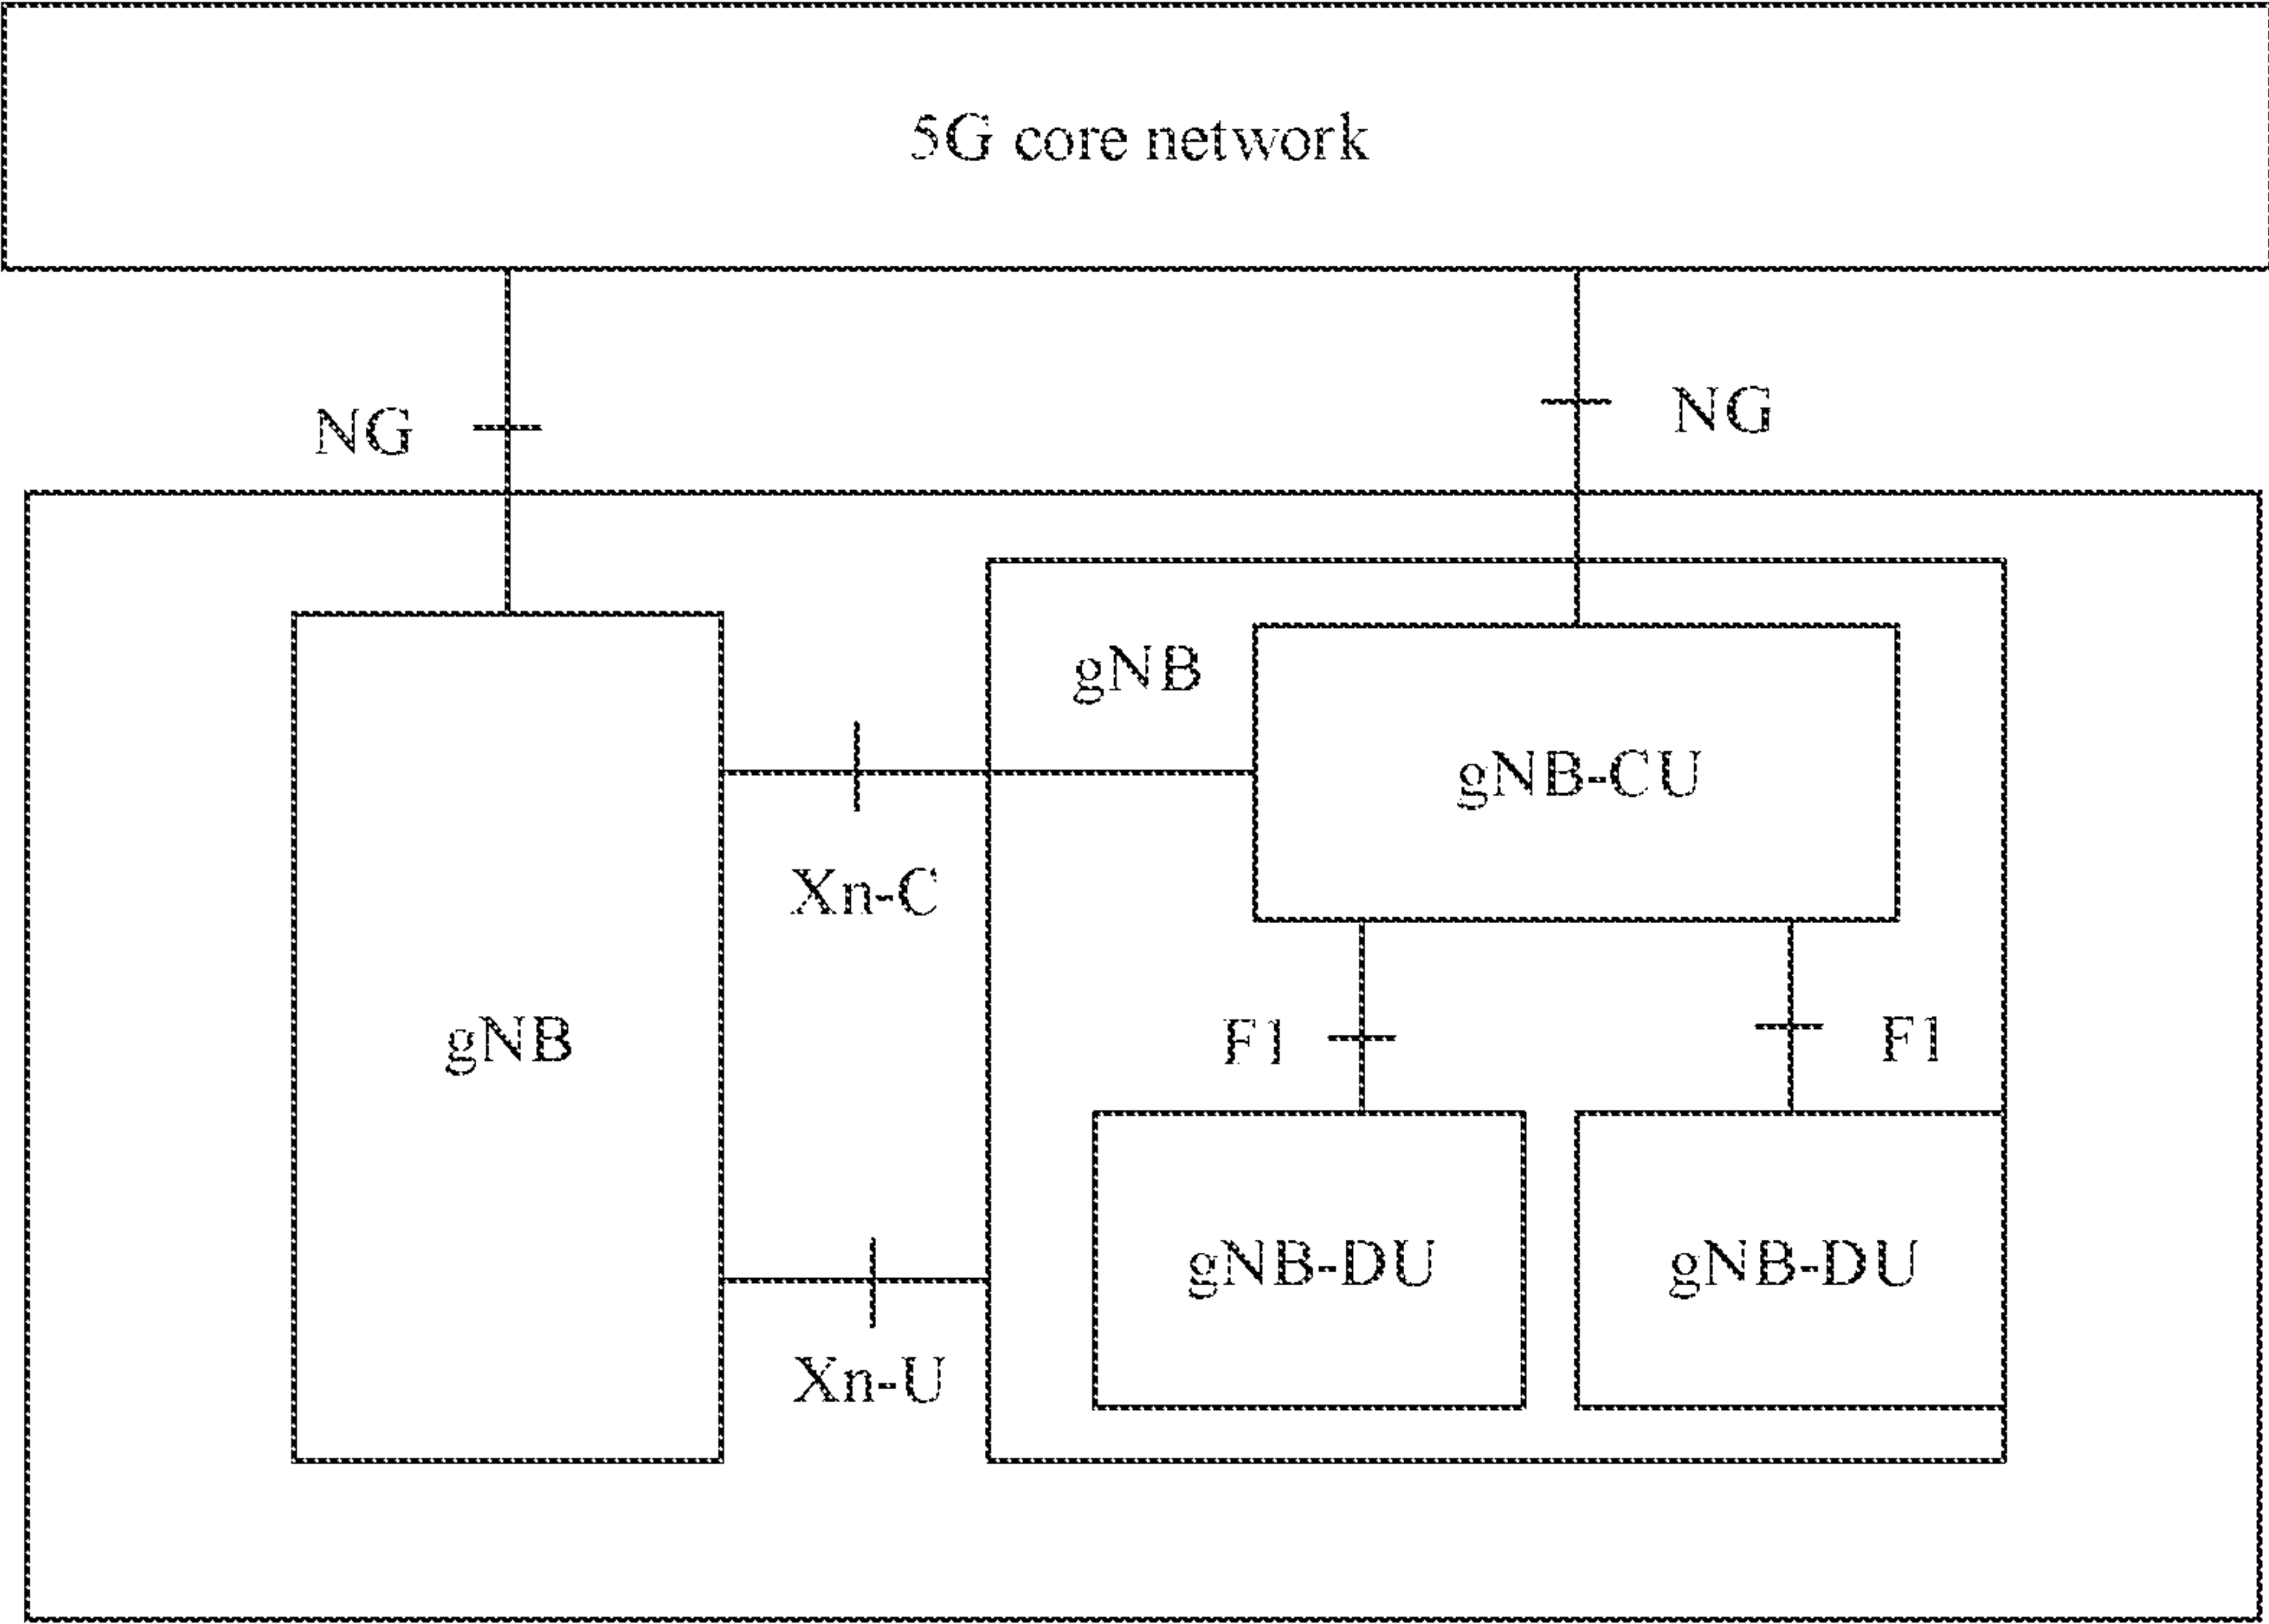 5G core network
NG
NG
gNB
gNB-CU
Xn-C
gNB
F1
F1
gNB-DU
gNB-DU
Xn-U